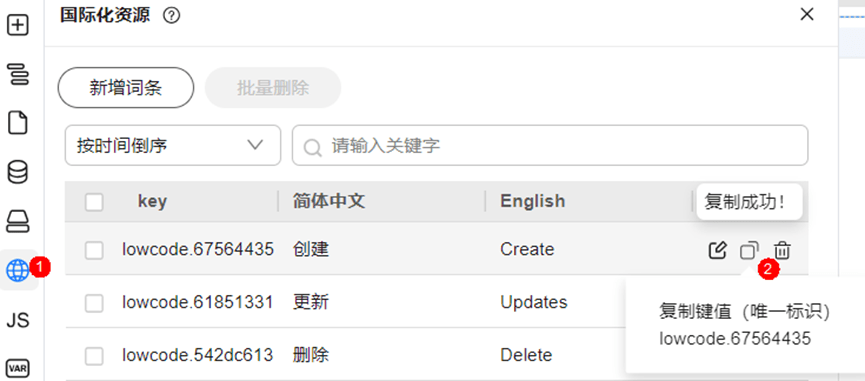 国际化资源
新增词条 批量删除
按时间倒序 请输入关键字
key 简体中文 English 复制成功！
lowcode.67564435 创建 Create
1
2
复制键值（唯一标识）
lowcode.61851331 更新 Updates
lowcode.67564435
JS
lowcode.542dc613 删除 Delete
VAR